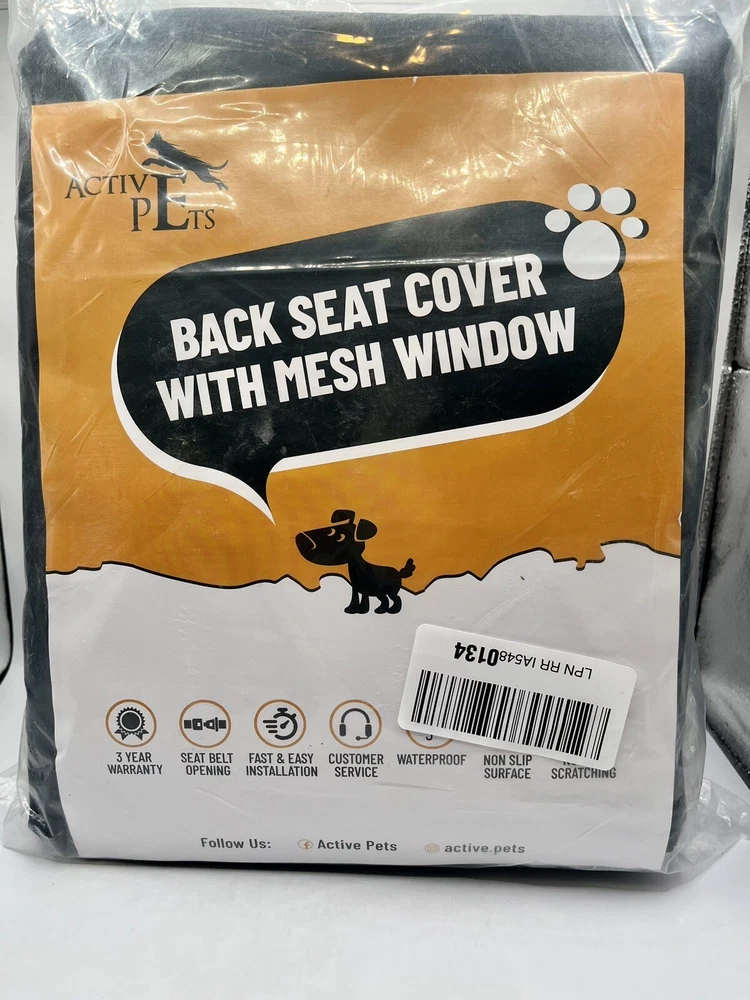 ACTIVE
PETS
BACK SEAT COVER
WITH MESH WINDOW
LPN RR IA5480134
3 YEAR
WARRANTY
SEAT BELT
OPENING
FAST & EASY
INSTALLATION
CUSTOMER
SERVICE
WATERPROOF
NON SLIP
SURFACE
SCRATCHING
Follow Us: Active Pets active.pets